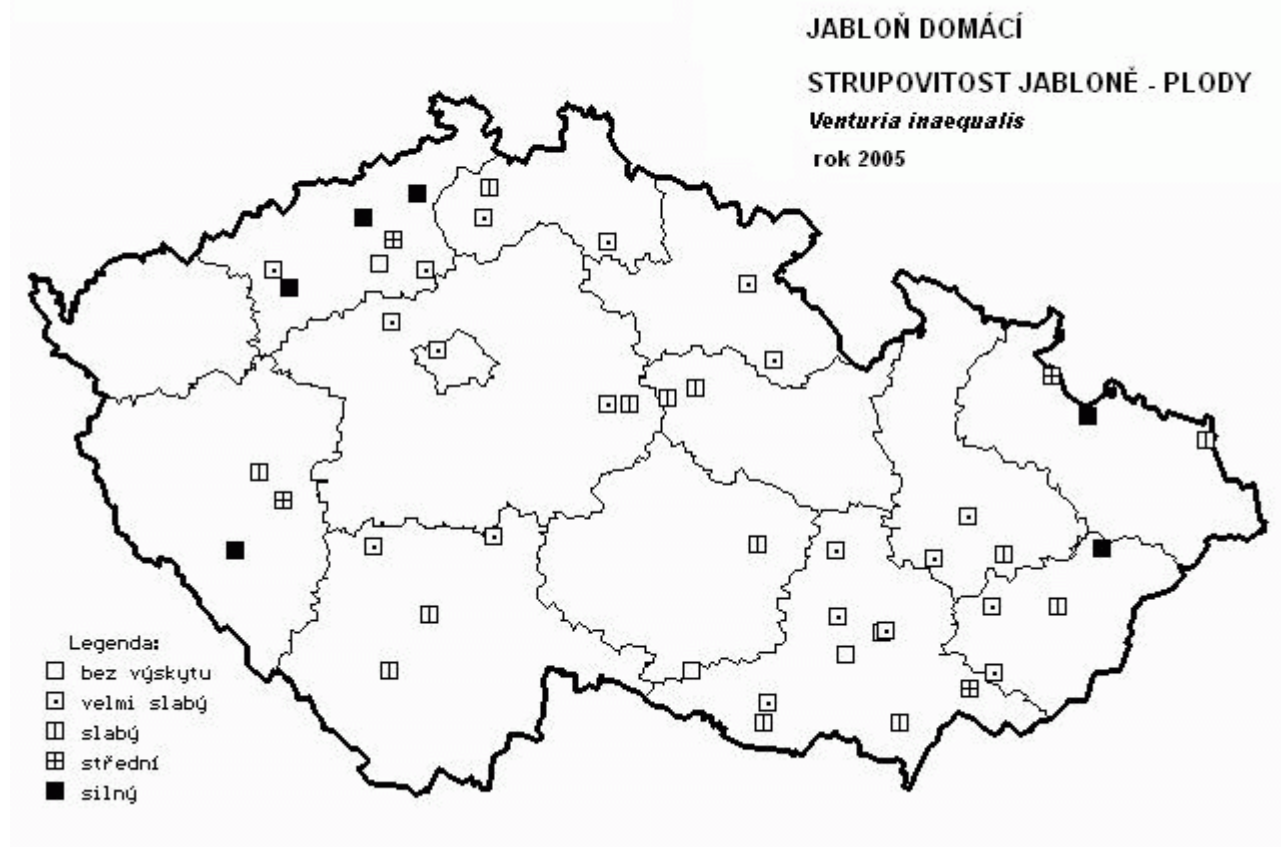 JABLOŇ DOMÁCÍ
STRUPOVITOST JABLONĚ - PLODY
Venturia inaequalis
rok 2005
Legenda:
bez výskytu
velmi slabý
slabý
střední
silný